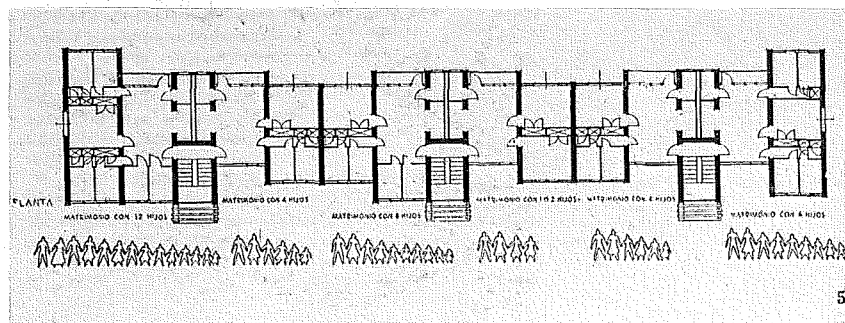 PLANTA
MATRIMONIO CON 12 HIJOS
MATRIMONIO CON 4 HIJOS
MATRIMONIO CON 8 HIJOS
MATRIMONIO CON 1 Ó 2 HIJOS
MATRIMONIO CON 4 HIJOS
MATRIMONIO CON 6 HIJOS
5